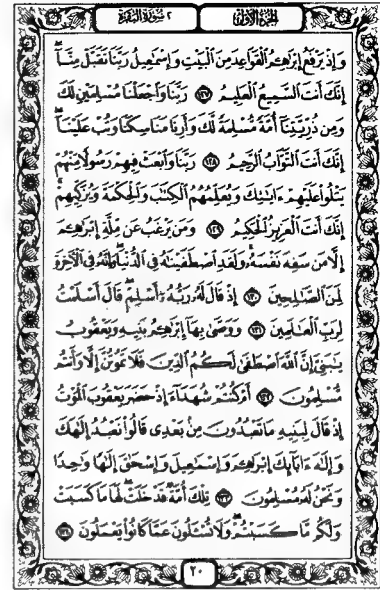 ٢ سورة البقرة
الجزء الأول
وَإِذْ يَرْفَعُ إِبْرَٰهِـۧمُ ٱلْقَوَاعِدَ مِنَ ٱلْبَيْتِ وَإِسْمَٰعِيلُ رَبَّنَا تَقَبَّلْ مِنَّآ
إِنَّكَ أَنتَ ٱلسَّمِيعُ ٱلْعَلِيمُ ١٢٧ رَبَّنَا وَٱجْعَلْنَا مُسْلِمَيْنِ لَكَ
وَمِن ذُرِّيَّتِنَآ أُمَّةً مُّسْلِمَةً لَّكَ وَأَرِنَا مَنَاسِكَنَا وَتُبْ عَلَيْنَآ
إِنَّكَ أَنتَ ٱلتَّوَّابُ ٱلرَّحِيمُ ١٢٨ رَبَّنَا وَٱبْعَثْ فِيهِمْ رَسُولًا مِّنْهُمْ
يَتْلُوا۟ عَلَيْهِمْ ءَايَٰتِكَ وَيُعَلِّمُهُمُ ٱلْكِتَٰبَ وَٱلْحِكْمَةَ وَيُزَكِّيهِمْ
إِنَّكَ أَنتَ ٱلْعَزِيزُ ٱلْحَكِيمُ ١٢٩ وَمَن يَرْغَبُ عَن مِّلَّةِ إِبْرَٰهِـۧمَ
إِلَّا مَن سَفِهَ نَفْسَهُۥ وَلَقَدِ ٱصْطَفَيْنَٰهُ فِى ٱلدُّنْيَا وَإِنَّهُۥ فِى ٱلْءَاخِرَةِ
لَمِنَ ٱلصَّٰلِحِينَ ١٣٠ إِذْ قَالَ لَهُۥ رَبُّهُۥٓ أَسْلِمْ قَالَ أَسْلَمْتُ
لِرَبِّ ٱلْعَٰلَمِينَ ١٣١ وَوَصَّىٰ بِهَآ إِبْرَٰهِـۧمُ بَنِيهِ وَيَعْقُوبُ
يَٰبَنِىَّ إِنَّ ٱللَّهَ ٱصْطَفَىٰ لَكُمُ ٱلدِّينَ فَلَا تَمُوتُنَّ إِلَّا وَأَنتُم
مُّسْلِمُونَ ١٣٢ أَمْ كُنتُمْ شُهَدَآءَ إِذْ حَضَرَ يَعْقُوبَ ٱلْمَوْتُ
إِذْ قَالَ لِبَنِيهِ مَا تَعْبُدُونَ مِنۢ بَعْدِى قَالُوا۟ نَعْبُدُ إِلَٰهَكَ
وَإِلَٰهَ ءَابَآئِكَ إِبْرَٰهِـۧمَ وَإِسْمَٰعِيلَ وَإِسْحَٰقَ إِلَٰهًا وَٰحِدًا
وَنَحْنُ لَهُۥ مُسْلِمُونَ ١٣٣ تِلْكَ أُمَّةٌ قَدْ خَلَتْ لَهَا مَا كَسَبَتْ
وَلَكُم مَّا كَسَبْتُمْ وَلَا تُسْـَٔلُونَ عَمَّا كَانُوا۟ يَعْمَلُونَ ١٣٤
٢٠